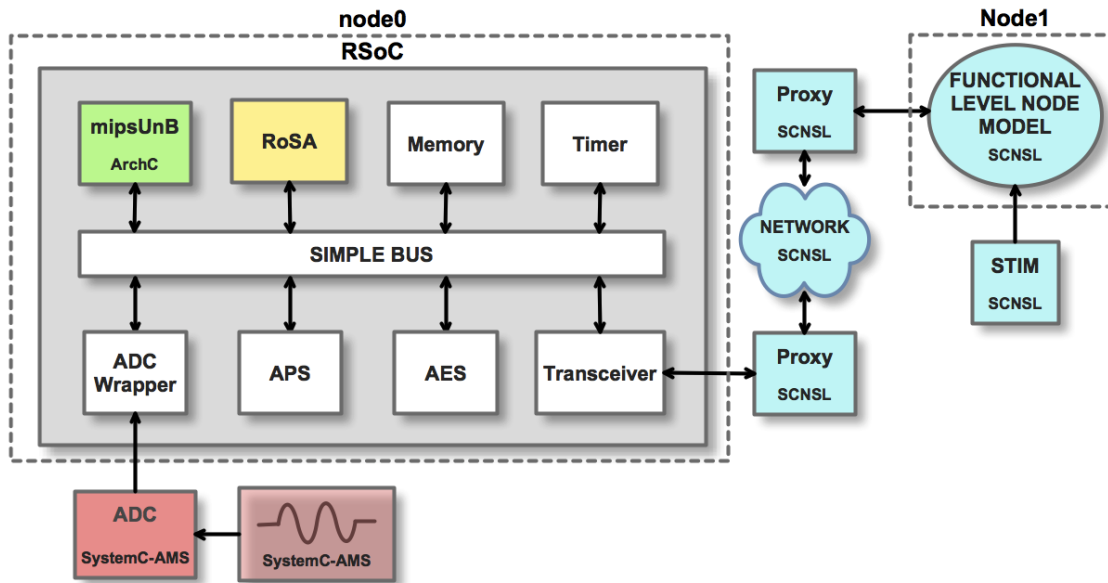 node0
RSoC
mipsUnB
ArchC
RoSA
Memory
Timer
SIMPLE BUS
ADC
Wrapper
APS
AES
Transceiver
ADC
SystemC-AMS
SystemC-AMS
Proxy
SCNSL
NETWORK
SCNSL
Proxy
SCNSL
Node1
FUNCTIONAL
LEVEL NODE
MODEL
SCNSL
STIM
SCNSL